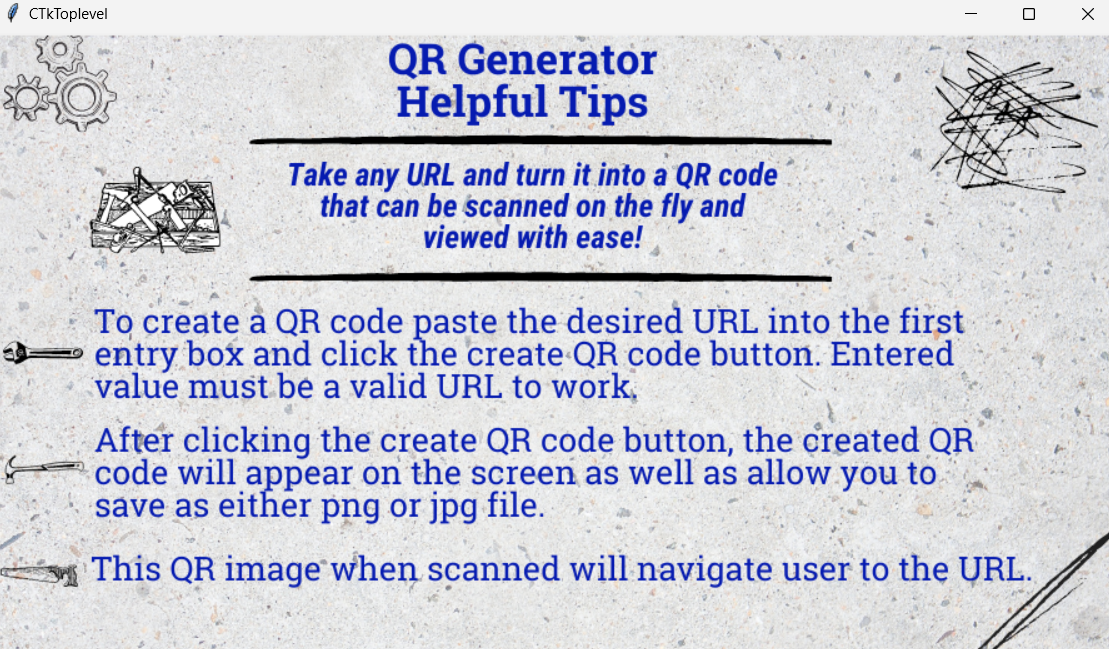 CTkToplevel
QR Generator
Helpful Tips
Take any URL and turn it into a QR code
that can be scanned on the fly and
viewed with ease!
To create a QR code paste the desired URL into the first
entry box and click the create QR code button. Entered
value must be a valid URL to work.
After clicking the create QR code button, the created QR
code will appear on the screen as well as allow you to
save as either png or jpg file.
This QR image when scanned will navigate user to the URL.